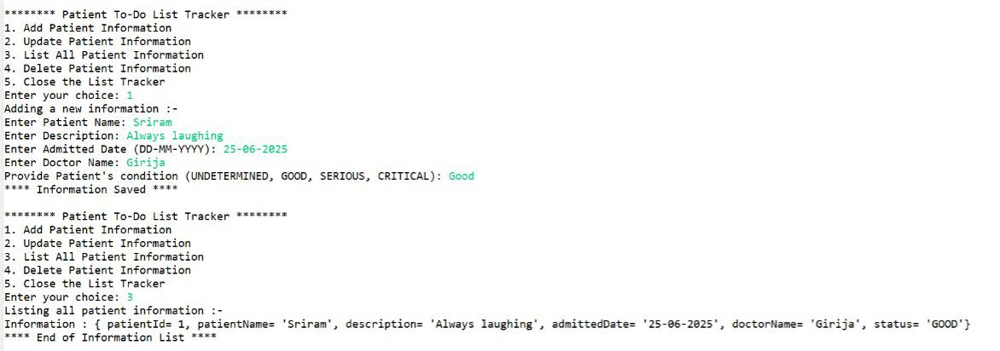 ******** Patient To-Do List Tracker ********
1. Add Patient Information
2. Update Patient Information
3. List All Patient Information
4. Delete Patient Information
5. Close the List Tracker
Enter your choice: 1
Adding a new information :-
Enter Patient Name: Sriram
Enter Description: Always laughing
Enter Admitted Date (DD-MM-YYYY): 25-06-2025
Enter Doctor Name: Girija
Provide Patient's condition (UNDETERMINED, GOOD, SERIOUS, CRITICAL): Good
**** Information Saved ****
******** Patient To-Do List Tracker ********
1. Add Patient Information
2. Update Patient Information
3. List All Patient Information
4. Delete Patient Information
5. Close the List Tracker
Enter your choice: 3
Listing all patient information :-
Information : { patientId= 1, patientName= 'Sriram', description= 'Always laughing', admittedDate= '25-06-2025', doctorName= 'Girija', status= 'GOOD'}
**** End of Information List ****